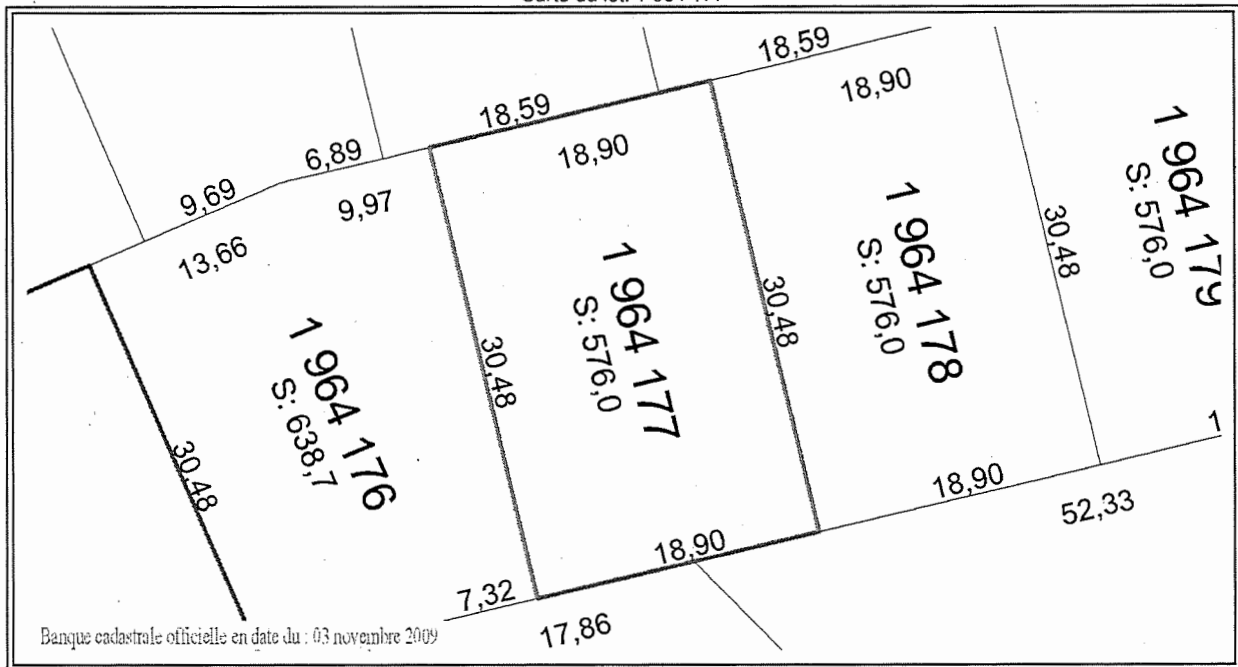 18,59
18,90
18,59
18,90
6,89
9,97
9,69
13,66
1 964 179
S: 576,0
1 964 178
S: 576,0
30,48
1 964 177
S: 576,0
30,48
1 964 176
S: 638,7
30,48
30,48
1
18,90
52,33
18,90
7,32
17,86
Banque cadastrale officielle en date du : 03 novembre 2009